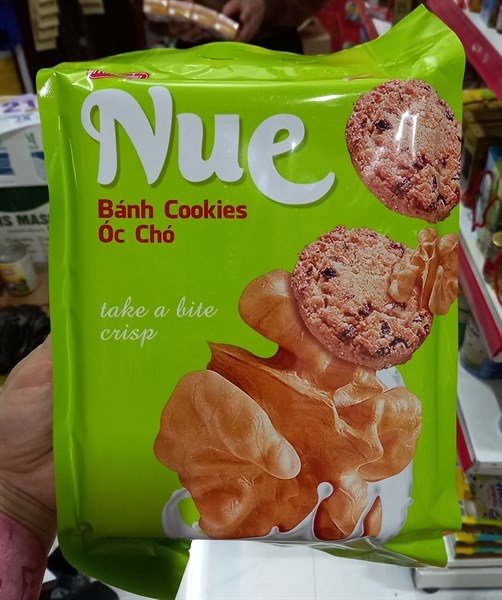 Nue
Bánh Cookies
Óc Chó
take a bite
crisp